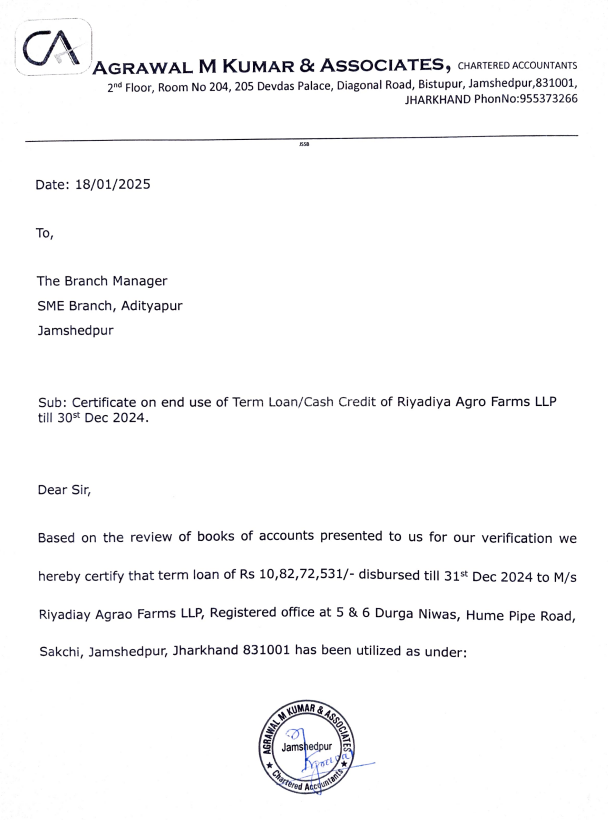 CA
AGRAWAL M KUMAR & ASSOCIATES, CHARTERED ACCOUNTANTS
2nd Floor, Room No 204, 205 Devdas Palace, Diagonal Road, Bistupur, Jamshedpur,831001,
JHARKHAND PhonNo:955373266
JSSB
Date: 18/01/2025
To,
The Branch Manager
SME Branch, Adityapur
Jamshedpur
Sub: Certificate on end use of Term Loan/Cash Credit of Riyadiya Agro Farms LLP
till 30st Dec 2024.
Dear Sir,
Based on the review of books of accounts presented to us for our verification we
hereby certify that term loan of Rs 10,82,72,531/- disbursed till 31st Dec 2024 to M/s
Riyadiay Agrao Farms LLP, Registered office at 5 & 6 Durga Niwas, Hume Pipe Road,
Sakchi, Jamshedpur, Jharkhand 831001 has been utilized as under:
AGRAWAL M KUMAR & ASSOCIATES
Jamshedpur
★ Chartered Accountants ★